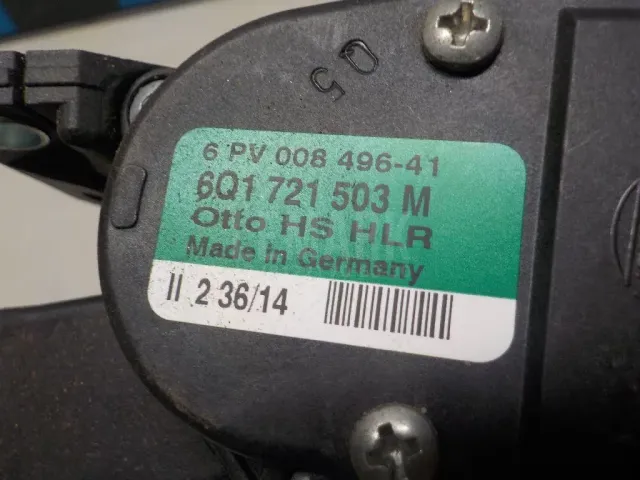 05
6 PV 008 496-41
6Q1 721 503 M
Otto HS HLR
Made in Germany
II 2 36/14